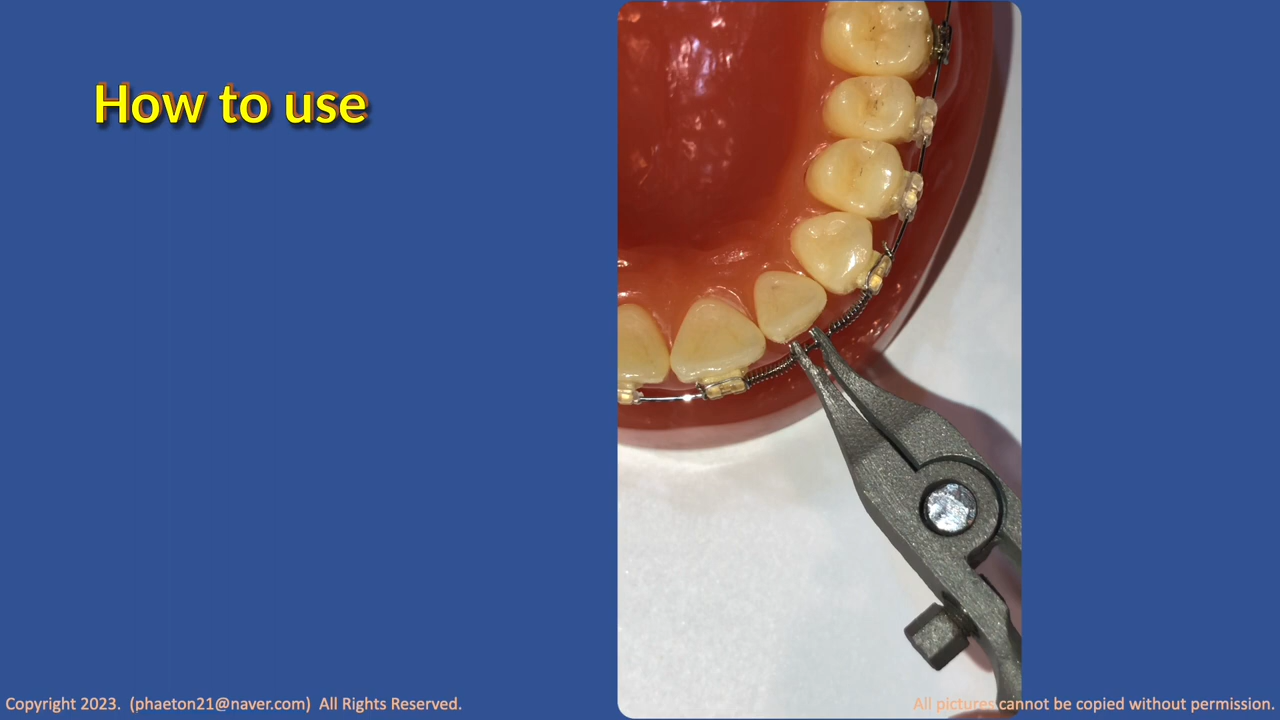 How to use
Copyright 2023.  (phaeton21@naver.com)  All Rights Reserved.
All pictures cannot be copied without permission.